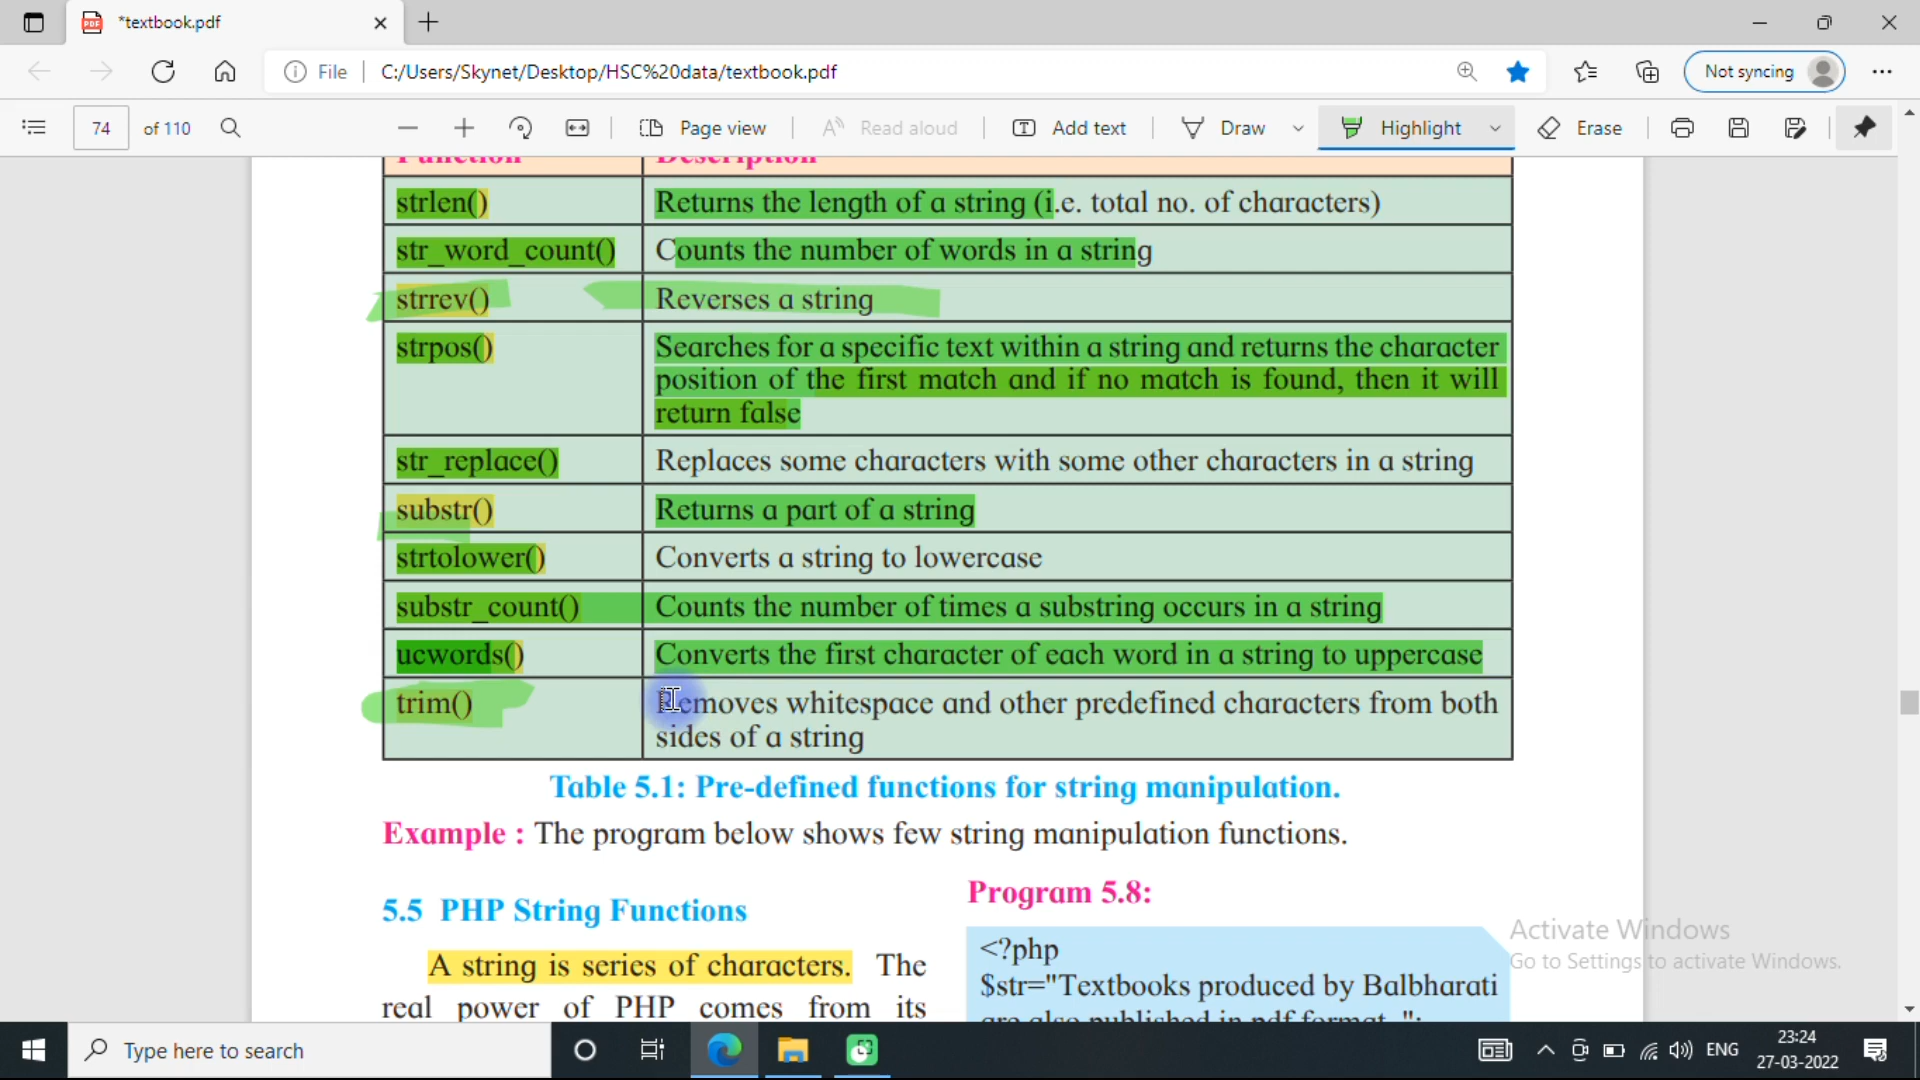 *textbook.pdf
File C:/Users/Skynet/Desktop/HSC%20data/textbook.pdf Not syncing
74 of 110 Page view Read aloud Add text Draw Highlight Erase
Function Description
strlen() Returns the length of a string (i.e. total no. of characters)
str_word_count() Counts the number of words in a string
strrev() Reverses a string
strpos() Searches for a specific text within a string and returns the character
position of the first match and if no match is found, then it will
return false
str_replace() Replaces some characters with some other characters in a string
substr() Returns a part of a string
strtolower() Converts a string to lowercase
substr_count() Counts the number of times a substring occurs in a string
ucwords() Converts the first character of each word in a string to uppercase
trim() Removes whitespace and other predefined characters from both
sides of a string
Table 5.1: Pre-defined functions for string manipulation.
Example : The program below shows few string manipulation functions.
5.5 PHP String Functions
A string is series of characters. The
real power of PHP comes from its
Program 5.8:
<?php
$str="Textbooks produced by Balbharati
are also published in pdf format. ";
Activate Windows
Go to Settings to activate Windows.
Type here to search
ENG
23:24
27-03-2022